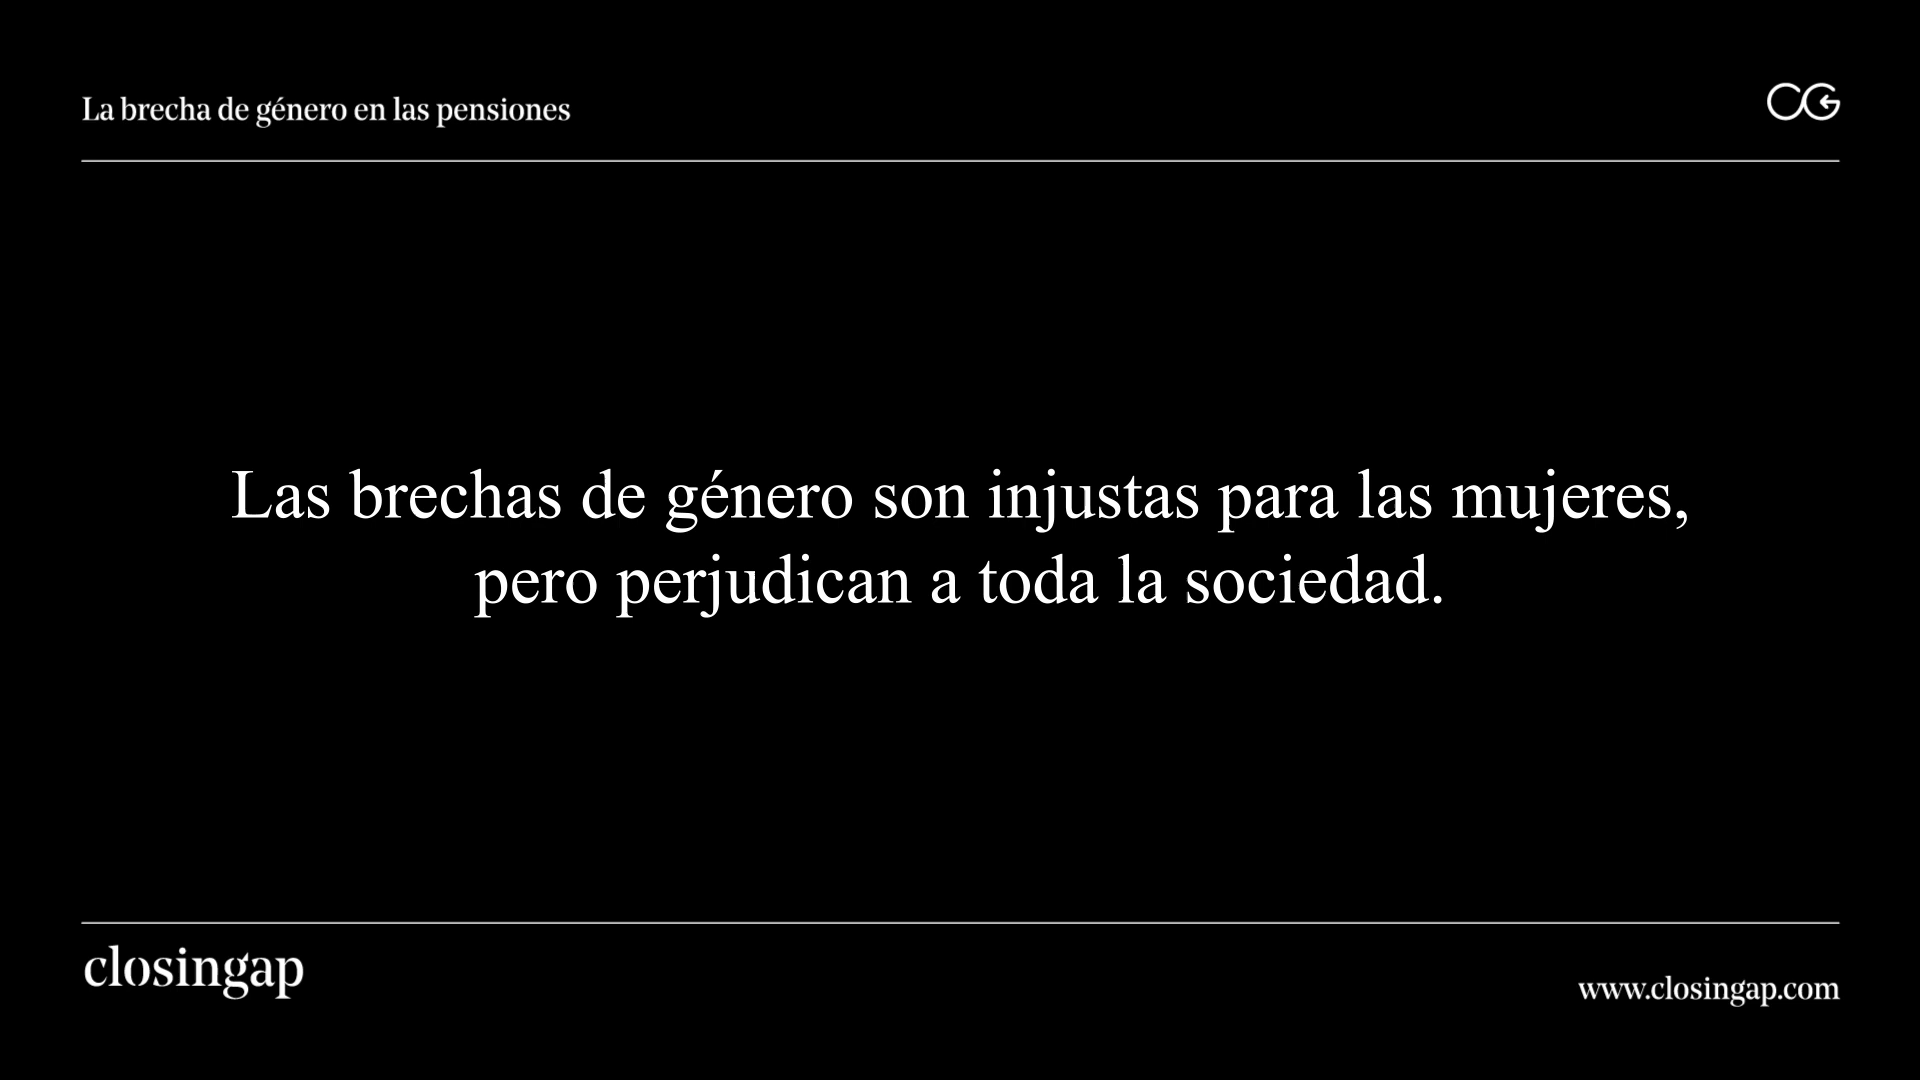 La brecha de género en las pensiones
CG
Las brechas de género son injustas para las mujeres,
pero perjudican a toda la sociedad.
closingap
www.closingap.com